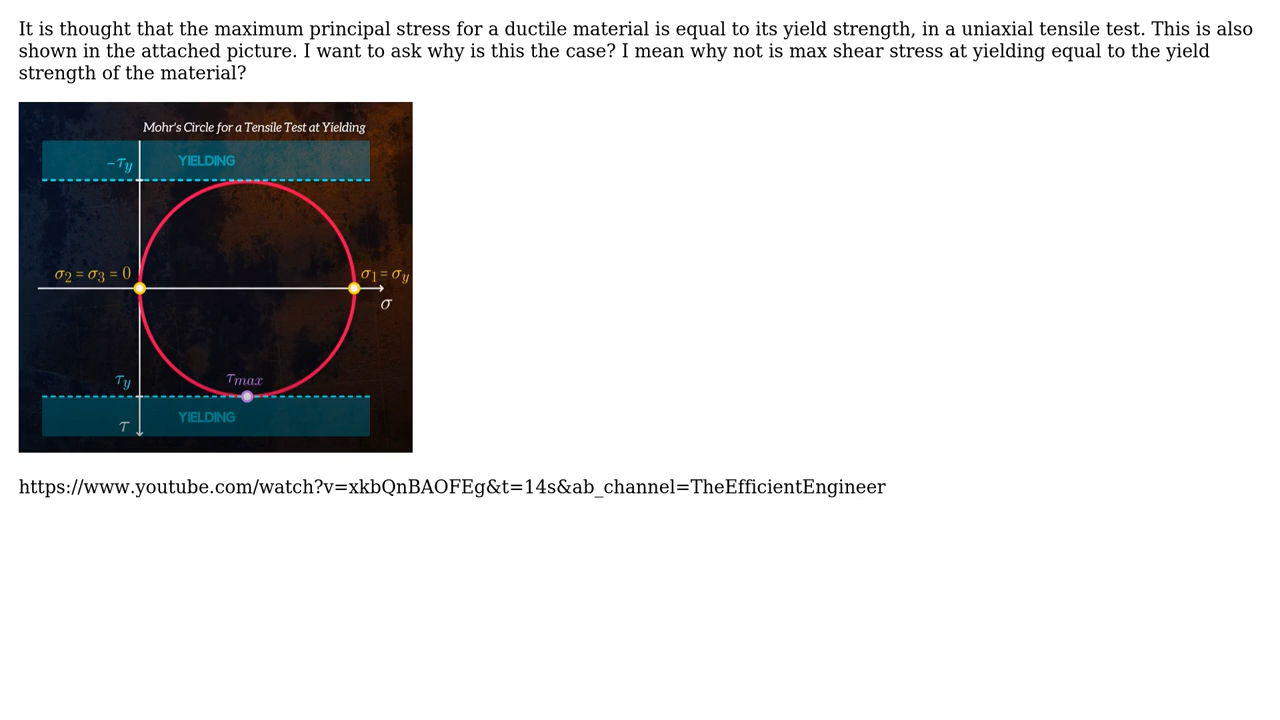 It is thought that the maximum principal stress for a ductile material is equal to its yield strength, in a uniaxial tensile test. This is also
shown in the attached picture. I want to ask why is this the case? I mean why not is max shear stress at yielding equal to the yield
strength of the material?
Mohr's Circle for a Tensile Test at Yielding
-τy YIELDING
σ2 = σ3 = 0 σ1 = σy
σ
τy τmax
YIELDING
τ
https://www.youtube.com/watch?v=xkbQnBAOFEg&t=14s&ab_channel=TheEfficientEngineer